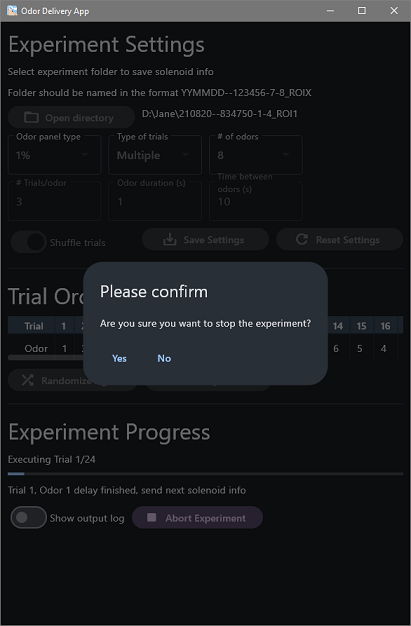 Odor Delivery App
Experiment Settings
Select experiment folder to save solenoid info
Folder should be named in the format YYMMDD--123456-7-8_ROIX
Open directory
D:\Jane\210820--834750-1-4_ROI1
Odor panel type
Type of trials
# of odors
1%
Multiple
8
# Trials/odor
Odor duration (s)
Time between odors (s)
3
1
10
Shuffle trials
Save Settings
Reset Settings
Please confirm
Are you sure you want to stop the experiment?
Yes
No
Trial Or
Trial 1 14 15 16
Odor 1 6 5 4
Randomize
Experiment Progress
Executing Trial 1/24
Trial 1, Odor 1 delay finished, send next solenoid info
Show output log
Abort Experiment